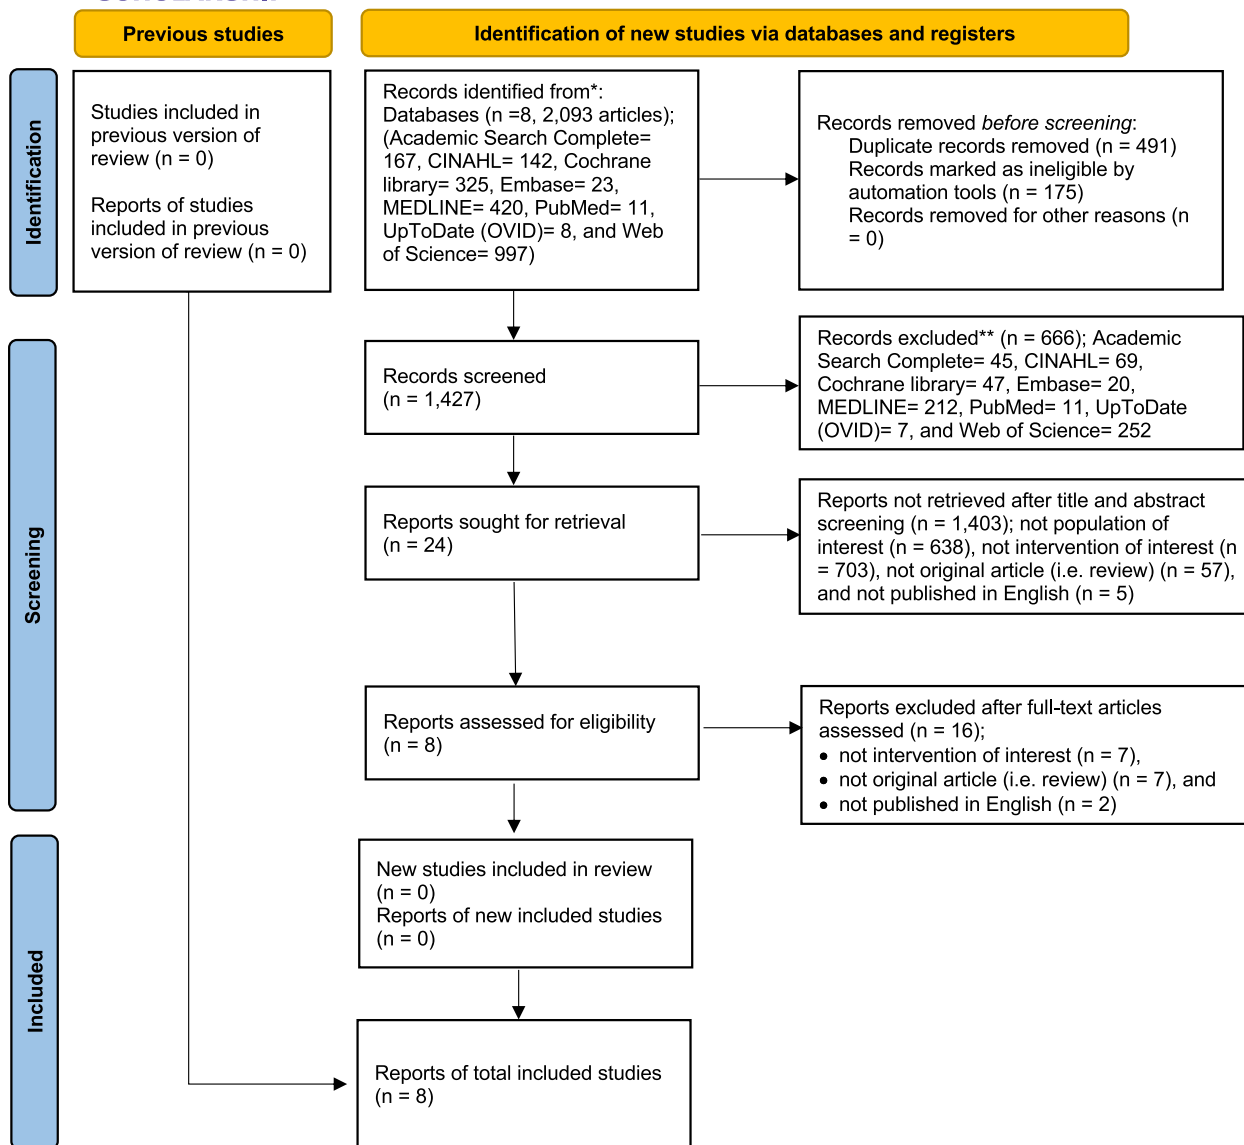 Previous studies
Identification of new studies via databases and registers
Identification
Studies included in
previous version of
review (n = 0)
Reports of studies
included in previous
version of review (n = 0)
Records identified from*:
Databases (n =8, 2,093 articles);
(Academic Search Complete=
167, CINAHL= 142, Cochrane
library= 325, Embase= 23,
MEDLINE= 420, PubMed= 11,
UpToDate (OVID)= 8, and Web
of Science= 997)
Records removed before screening:
Duplicate records removed (n = 491)
Records marked as ineligible by
automation tools (n = 175)
Records removed for other reasons (n
= 0)
Screening
Records screened
(n = 1,427)
Records excluded** (n = 666); Academic
Search Complete= 45, CINAHL= 69,
Cochrane library= 47, Embase= 20,
MEDLINE= 212, PubMed= 11, UpToDate
(OVID)= 7, and Web of Science= 252
Reports sought for retrieval
(n = 24)
Reports not retrieved after title and abstract
screening (n = 1,403); not population of
interest (n = 638), not intervention of interest (n
= 703), not original article (i.e. review) (n = 57),
and not published in English (n = 5)
Reports assessed for eligibility
(n = 8)
Reports excluded after full-text articles
assessed (n = 16);
• not intervention of interest (n = 7),
• not original article (i.e. review) (n = 7), and
• not published in English (n = 2)
Included
New studies included in review
(n = 0)
Reports of new included studies
(n = 0)
Reports of total included studies
(n = 8)